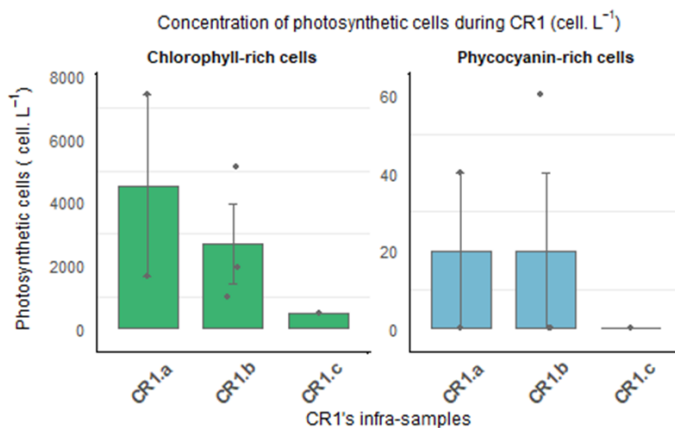 Concentration of photosynthetic cells during CR1 (cell. L⁻¹)
Chlorophyll-rich cells
Phycocyanin-rich cells
Photosynthetic cells ( cell. L⁻¹)
8000
6000
4000
2000
0
60
40
20
0
CR1.a
CR1.b
CR1.c
CR1.a
CR1.b
CR1.c
CR1's infra-samples